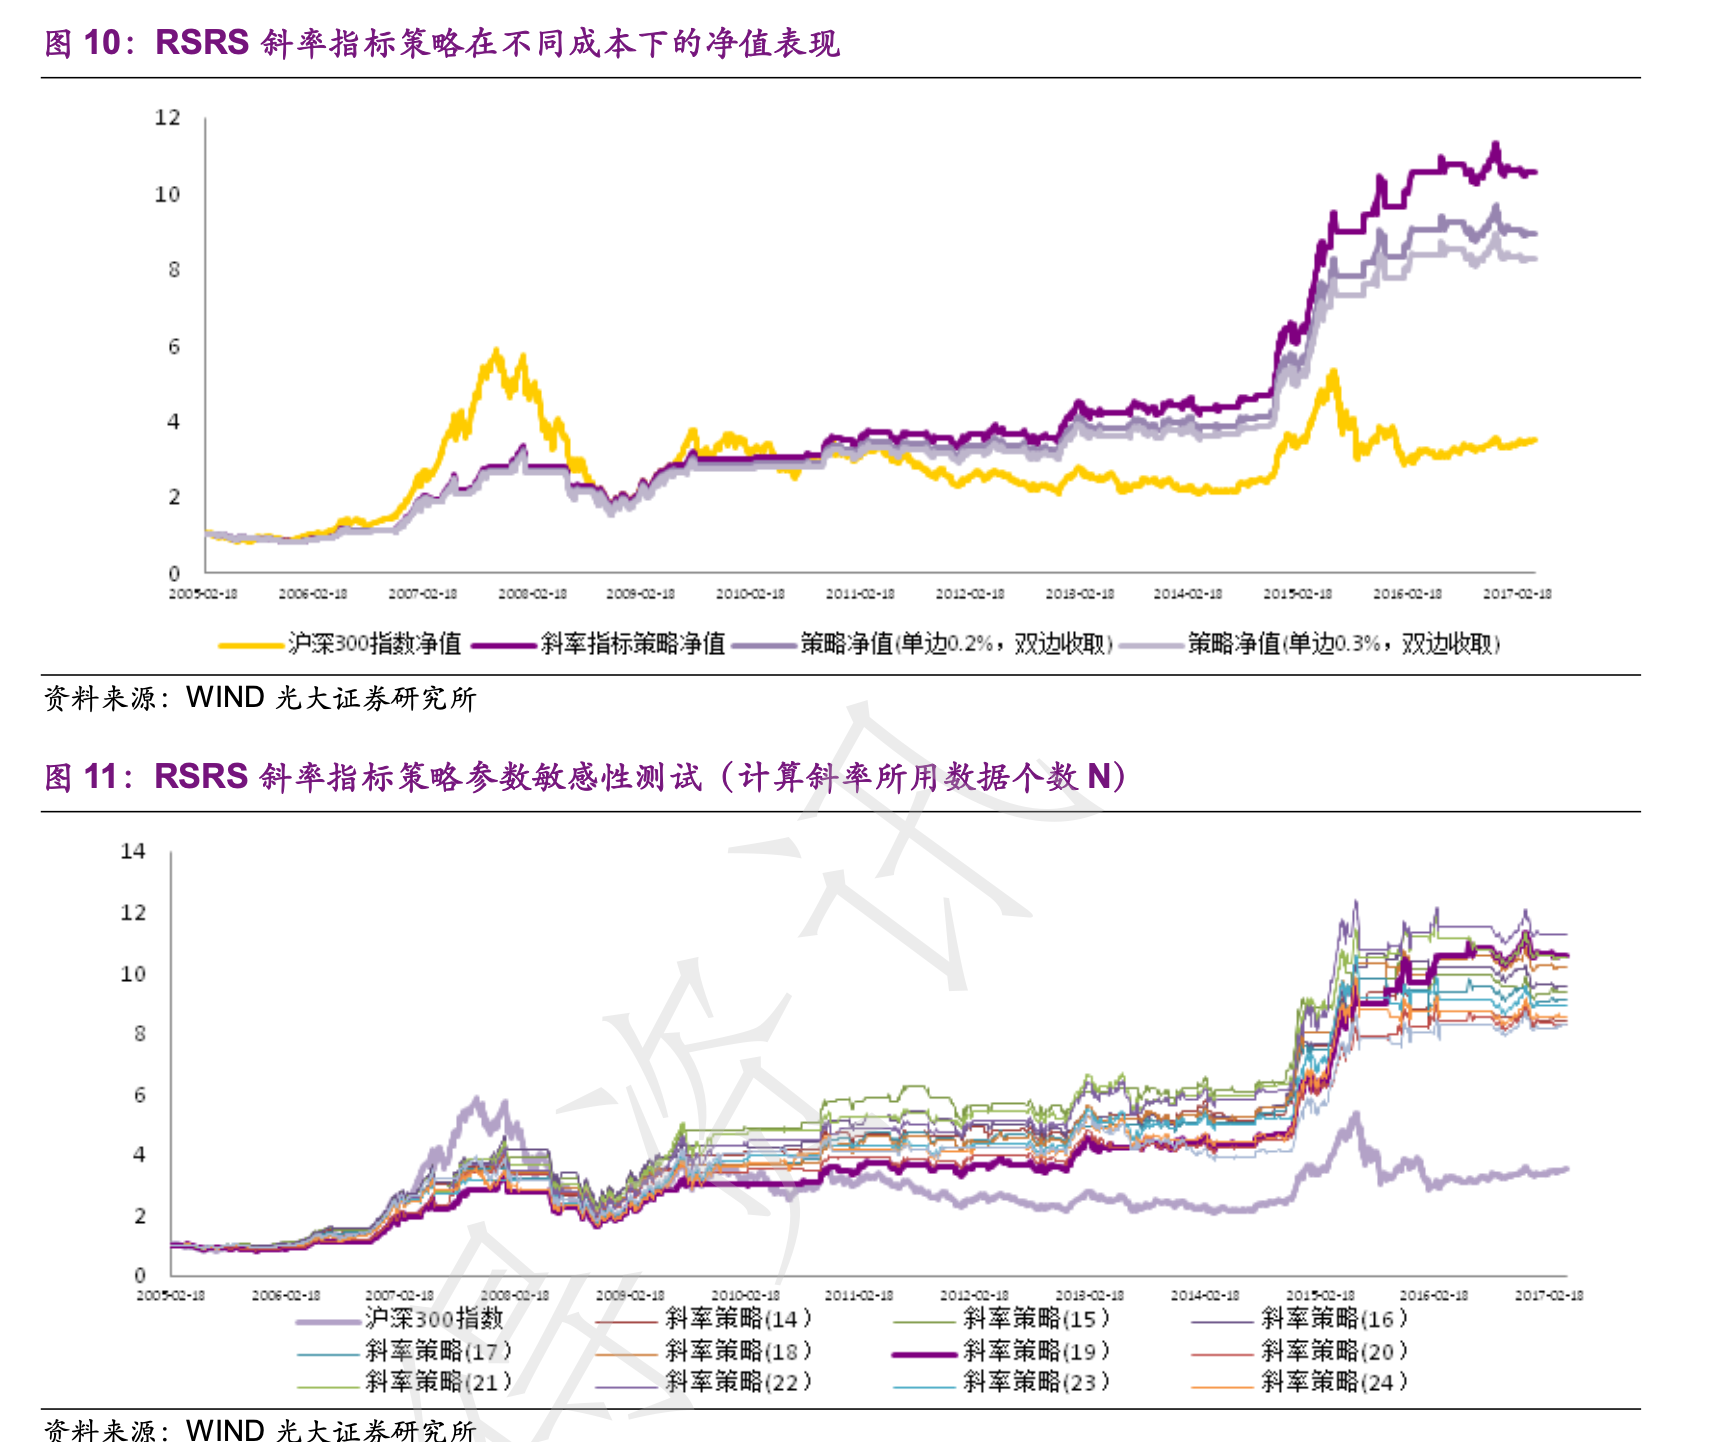 图 10：RSRS 斜率指标策略在不同成本下的净值表现
12
10
8
6
4
2
0
2005-02-18 2006-02-18 2007-02-18 2008-02-18 2009-02-18 2010-02-18 2011-02-18 2012-02-18 2013-02-18 2014-02-18 2015-02-18 2016-02-18 2017-02-18
沪深300指数净值 斜率指标策略净值 策略净值(单边0.2%，双边收取) 策略净值(单边0.3%，双边收取)
资料来源：WIND 光大证券研究所
图 11：RSRS 斜率指标策略参数敏感性测试（计算斜率所用数据个数 N）
14
12
10
8
6
4
2
0
2005-02-18 2006-02-18 2007-02-18 2008-02-18 2009-02-18 2010-02-18 2011-02-18 2012-02-18 2013-02-18 2014-02-18 2015-02-18 2016-02-18 2017-02-18
沪深300指数 斜率策略(14） 斜率策略(15） 斜率策略(16）
斜率策略(17） 斜率策略(18） 斜率策略(19） 斜率策略(20）
斜率策略(21） 斜率策略(22） 斜率策略(23） 斜率策略(24）
资料来源：WIND 光大证券研究所